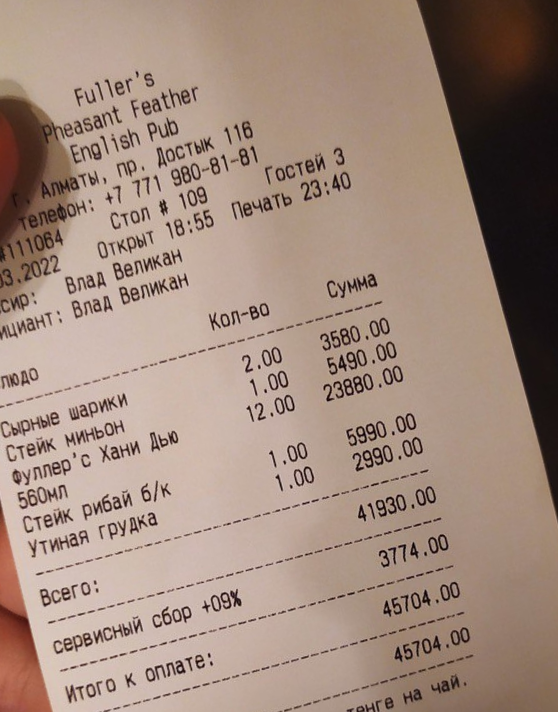 Fuller's
Pheasant Feather
English Pub
г. Алматы, пр. Достык 116
телефон: +7 771 980-81-81
#111064 Стол # 109 Гостей 3
03.2022 Открыт 18:55 Печать 23:40
сир: Влад Великан
ициант: Влад Великан
людо Кол-во Сумма
Сырные шарики 2.00 3580.00
Стейк миньон 1.00 5490.00
Фуллер'с Хани Дью 12.00 23880.00
560мл
Стейк рибай б/к 1.00 5990.00
Утиная грудка 1.00 2990.00
Всего: 41930.00
сервисный сбор +09% 3774.00
Итого к оплате: 45704.00
45704.00
тенге на чай.